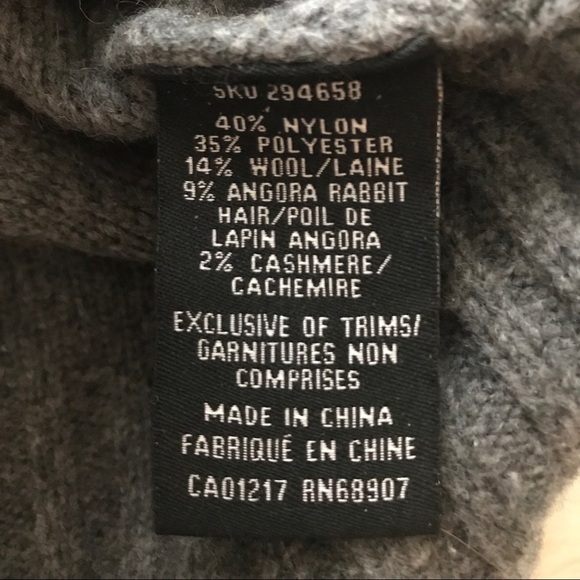 SKU 294658
40% NYLON
35% POLYESTER
14% WOOL/LAINE
9% ANGORA RABBIT
HAIR/POIL DE
LAPIN ANGORA
2% CASHMERE/
CACHEMIRE
EXCLUSIVE OF TRIMS/
GARNITURES NON
COMPRISES
MADE IN CHINA
FABRIQUÉ EN CHINE
CA01217 RN68907